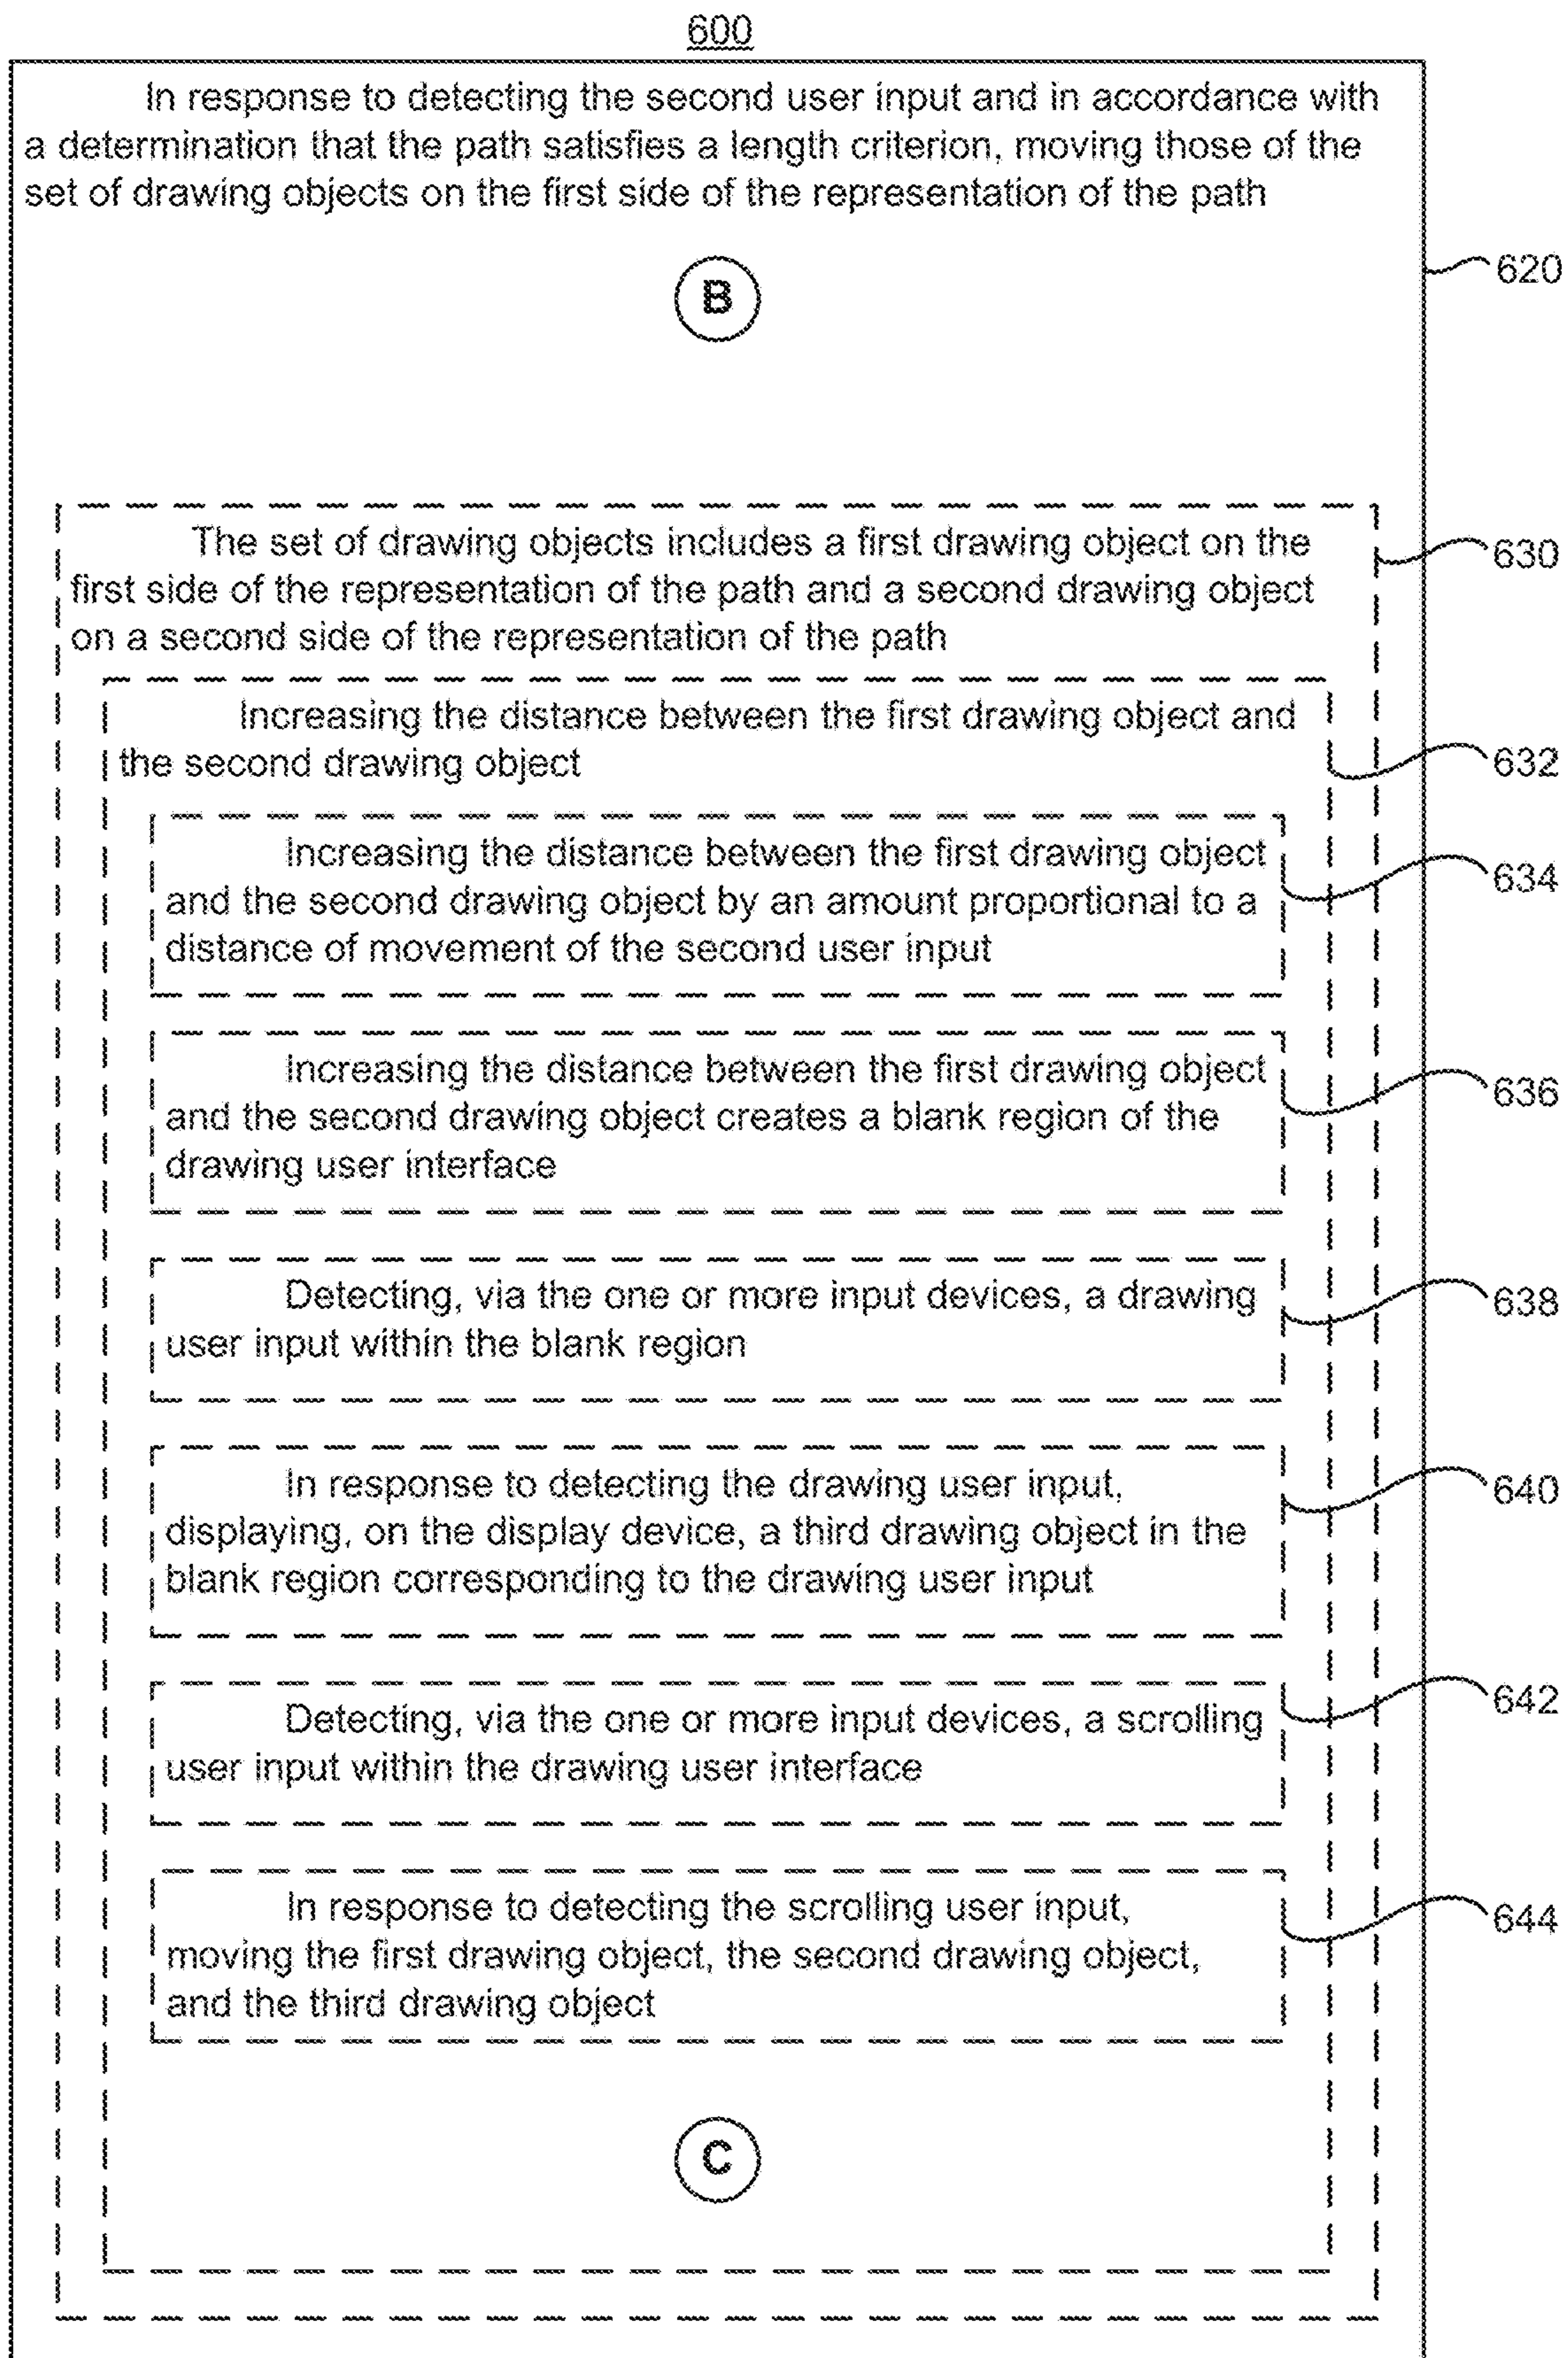 600
In response to detecting the second user input and in accordance with
a determination that the path satisfies a length criterion, moving those of the
set of drawing objects on the first side of the representation of the path
B
620
The set of drawing objects includes a first drawing object on the
first side of the representation of the path and a second drawing object
on a second side of the representation of the path
630
Increasing the distance between the first drawing object and
the second drawing object
632
Increasing the distance between the first drawing object
and the second drawing object by an amount proportional to a
distance of movement of the second user input
634
Increasing the distance between the first drawing object
and the second drawing object creates a blank region of the
drawing user interface
636
Detecting, via the one or more input devices, a drawing
user input within the blank region
638
In response to detecting the drawing user input,
displaying, on the display device, a third drawing object in the
blank region corresponding to the drawing user input
640
Detecting, via the one or more input devices, a scrolling
user input within the drawing user interface
642
In response to detecting the scrolling user input,
moving the first drawing object, the second drawing object,
and the third drawing object
644
C